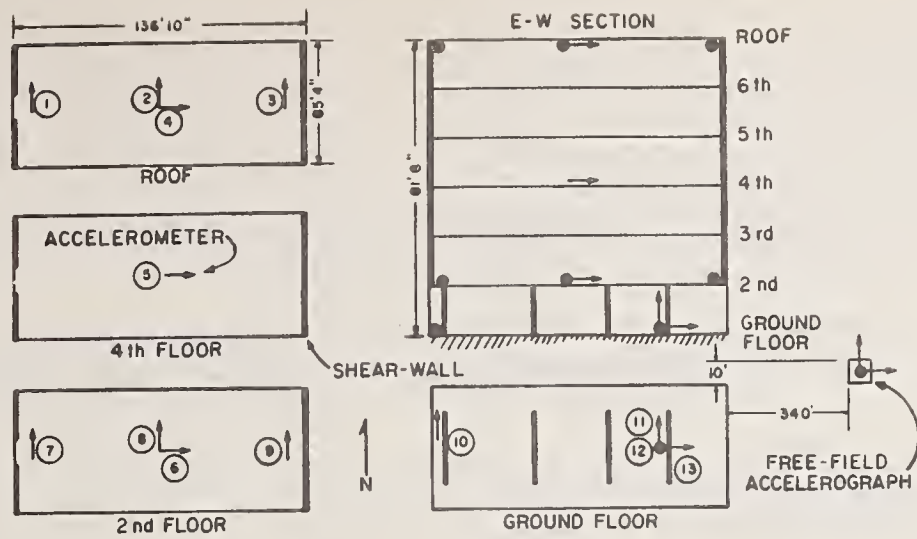 136'10"
85'4"
1
2
3
4
ROOF
ACCELEROMETER
5
4th FLOOR
SHEAR-WALL
7
8
9
6
2nd FLOOR
N
E-W SECTION
81'6"
ROOF
6th
5th
4th
3rd
2nd
GROUND
FLOOR
10'
340'
10
11
12
13
GROUND FLOOR
FREE-FIELD
ACCELEROGRAPH